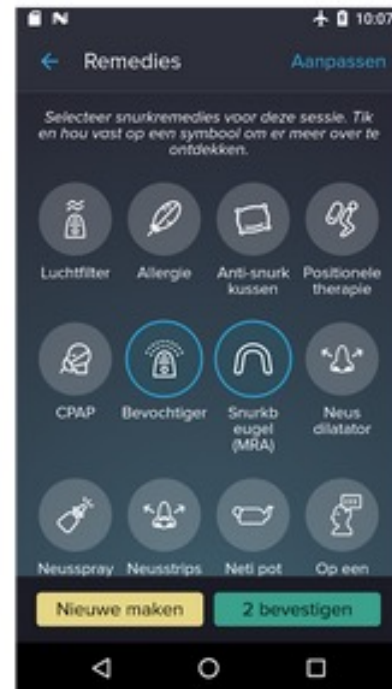 10:07
Remedies Aanpassen
Selecteer snurkremedies voor deze sessie. Tik
en hou vast op een symbool om er meer over te
ontdekken.
Luchtfilter Allergie Anti-snurk Positionele
kussen therapie
CPAP Bevochtiger Snurkb Neus
eugel dilatator
(MRA)
Neusspray Neusstrips Neti pot Op een
Nieuwe maken 2 bevestigen